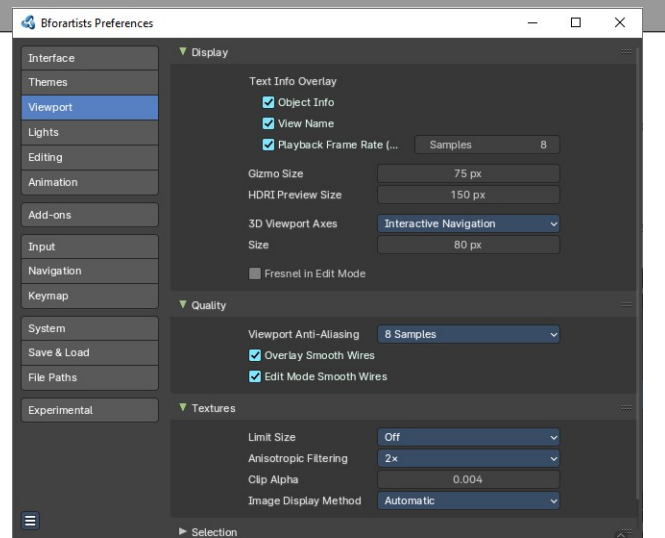 Bforartists Preferences
Interface
Themes
Viewport
Lights
Editing
Animation
Add-ons
Input
Navigation
Keymap
System
Save & Load
File Paths
Experimental
Display
Text Info Overlay
Object Info
View Name
Playback Frame Rate (... Samples 8
Gizmo Size 75 px
HDRI Preview Size 150 px
3D Viewport Axes Interactive Navigation
Size 80 px
Fresnel in Edit Mode
Quality
Viewport Anti-Aliasing 8 Samples
Overlay Smooth Wires
Edit Mode Smooth Wires
Textures
Limit Size Off
Anisotropic Filtering 2×
Clip Alpha 0.004
Image Display Method Automatic
Selection